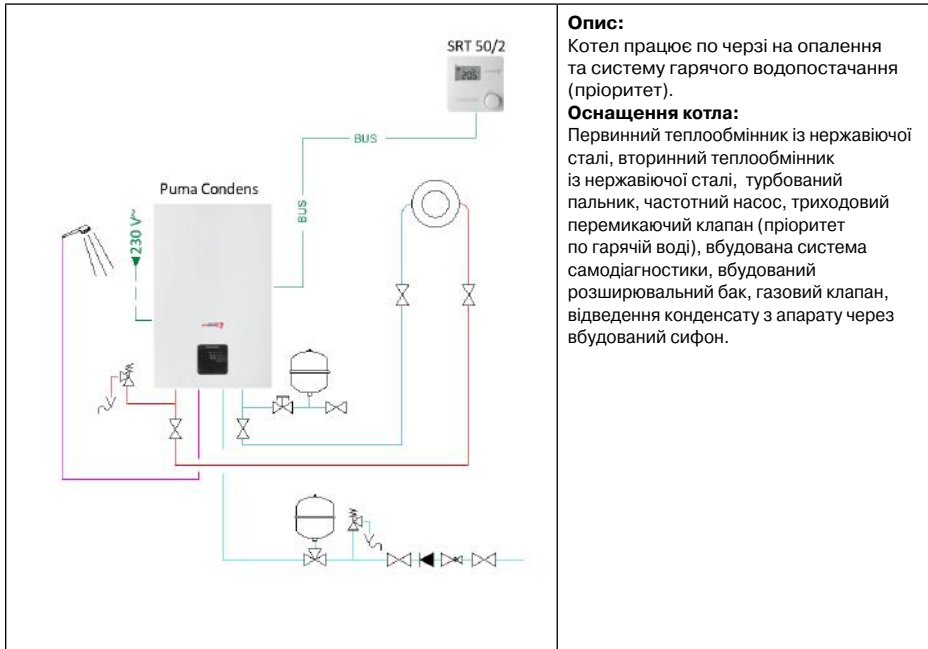 SRT 50/2
20.5
BUS
Puma Condens
BUS
230 V~
Опис:
Котел працює по черзі на опалення
та систему гарячого водопостачання
(пріоритет).
Оснащення котла:
Первинний теплообмінник із нержавіючої
сталі, вторинний теплообмінник
із нержавіючої сталі, турбований
пальник, частотний насос, триходовий
перемикаючий клапан (пріоритет
по гарячій воді), вбудована система
самодіагностики, вбудований
розширювальний бак, газовий клапан,
відведення конденсату з апарату через
вбудований сифон.